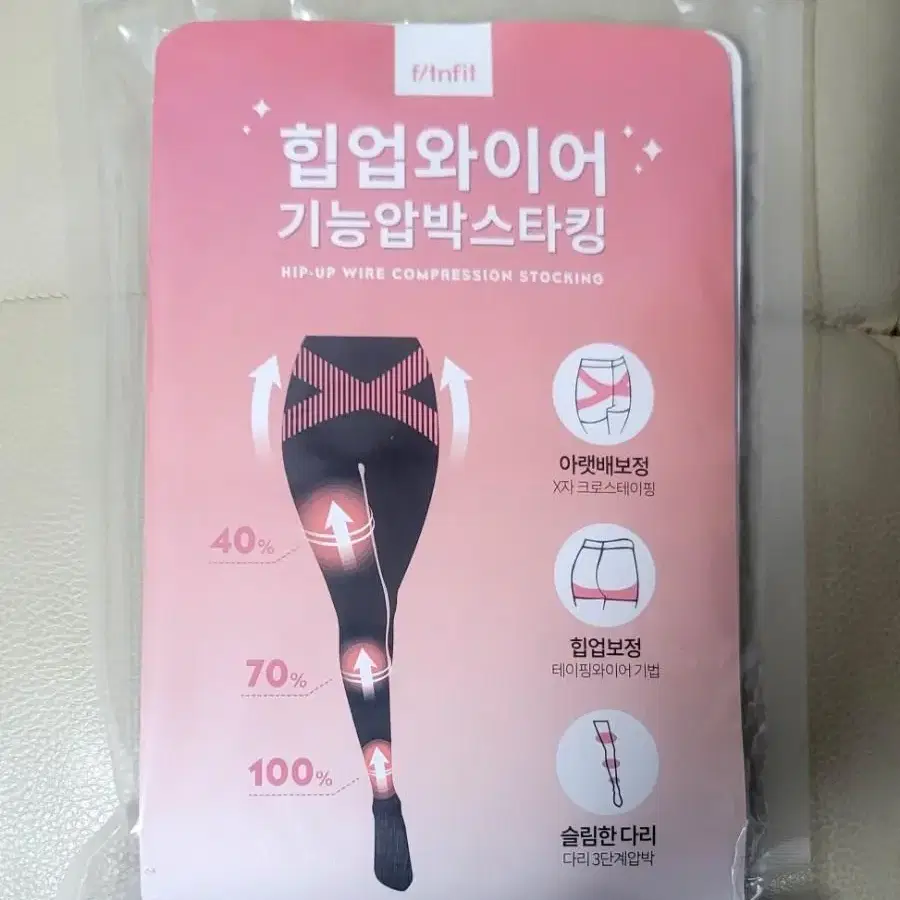 f/tnfit
힙업와이어
기능압박스타킹
HIP-UP WIRE COMPRESSION STOCKING
아랫배보정
X자 크로스테이핑
40%
힙업보정
테이핑와이어 기법
70%
100%
슬림한 다리
다리 3단계압박